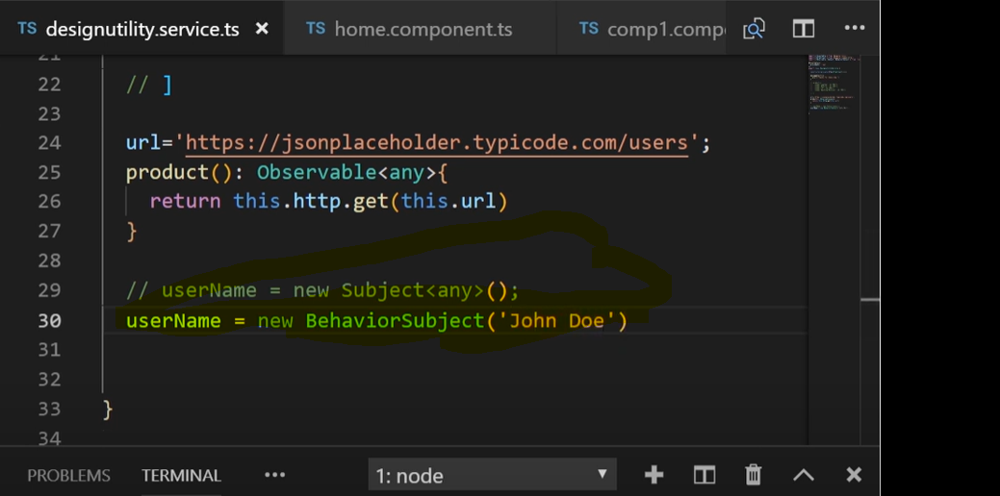 TS designutility.service.ts × TS home.component.ts TS comp1.comp
21
22 // ]
23
24 url='https://jsonplaceholder.typicode.com/users';
25 product(): Observable<any>{
26 return this.http.get(this.url)
27 }
28
29 // userName = new Subject<any>();
30 userName = new BehaviorSubject('John Doe')
31
32
33 }
34
PROBLEMS TERMINAL ••• 1: node